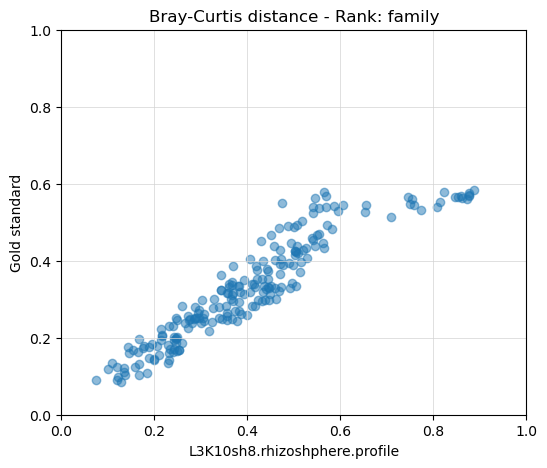 Bray-Curtis distance - Rank: family
1.0
0.8
0.6
0.4
0.2
0.0
Gold standard
0.0 0.2 0.4 0.6 0.8 1.0
L3K10sh8.rhizoshphere.profile